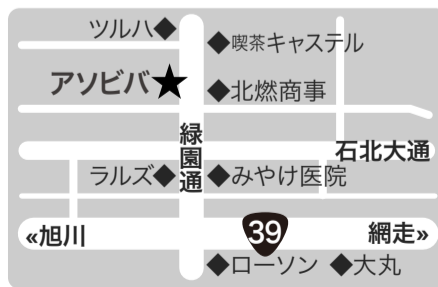 ツルハ◆
◆喫茶キャステル
アソビバ★
◆北燃商事
緑園通
石北大通
ラルズ◆
◆みやけ医院
«旭川
39
網走»
◆ローソン ◆大丸